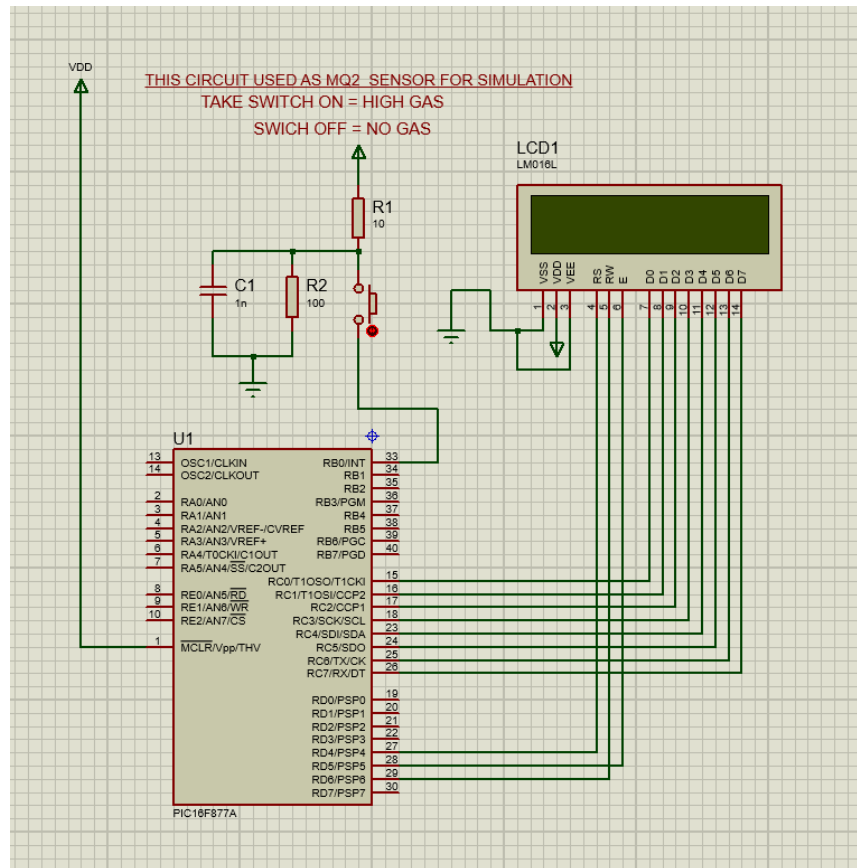 VDD
THIS CIRCUIT USED AS MQ2 SENSOR FOR SIMULATION
TAKE SWITCH ON = HIGH GAS
SWICH OFF = NO GAS
LCD1
LM016L
R1
10
C1
1n
R2
100
VSS
VDD
VEE
RS
RW
E
D0
D1
D2
D3
D4
D5
D6
D7
1
2
3
4
5
6
7
8
9
10
11
12
13
14
U1
13 OSC1/CLKIN RB0/INT 33
14 OSC2/CLKOUT RB1 34
RB2 35
2 RA0/AN0 RB3/PGM 36
3 RA1/AN1 RB4 37
4 RA2/AN2/VREF-/CVREF RB5 38
5 RA3/AN3/VREF+ RB6/PGC 39
6 RA4/T0CKI/C1OUT RB7/PGD 40
7 RA5/AN4/SS/C2OUT
RC0/T1OSO/T1CKI 15
8 RE0/AN5/RD RC1/T1OSI/CCP2 16
9 RE1/AN6/WR RC2/CCP1 17
10 RE2/AN7/CS RC3/SCK/SCL 18
RC4/SDI/SDA 23
1 MCLR/Vpp/THV RC5/SDO 24
RC6/TX/CK 25
RC7/RX/DT 26
RD0/PSP0 19
RD1/PSP1 20
RD2/PSP2 21
RD3/PSP3 22
RD4/PSP4 27
RD5/PSP5 28
RD6/PSP6 29
RD7/PSP7 30
PIC16F877A